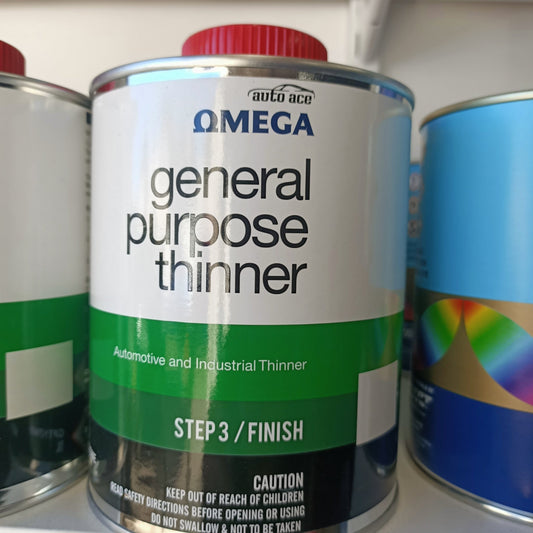 auto ace
ΩMEGA
general
purpose
thinner
Automotive and Industrial Thinner
STEP 3 / FINISH
CAUTION
KEEP OUT OF REACH OF CHILDREN
READ SAFETY DIRECTIONS BEFORE OPENING OR USING
DO NOT SWALLOW & NOT TO BE TAKEN